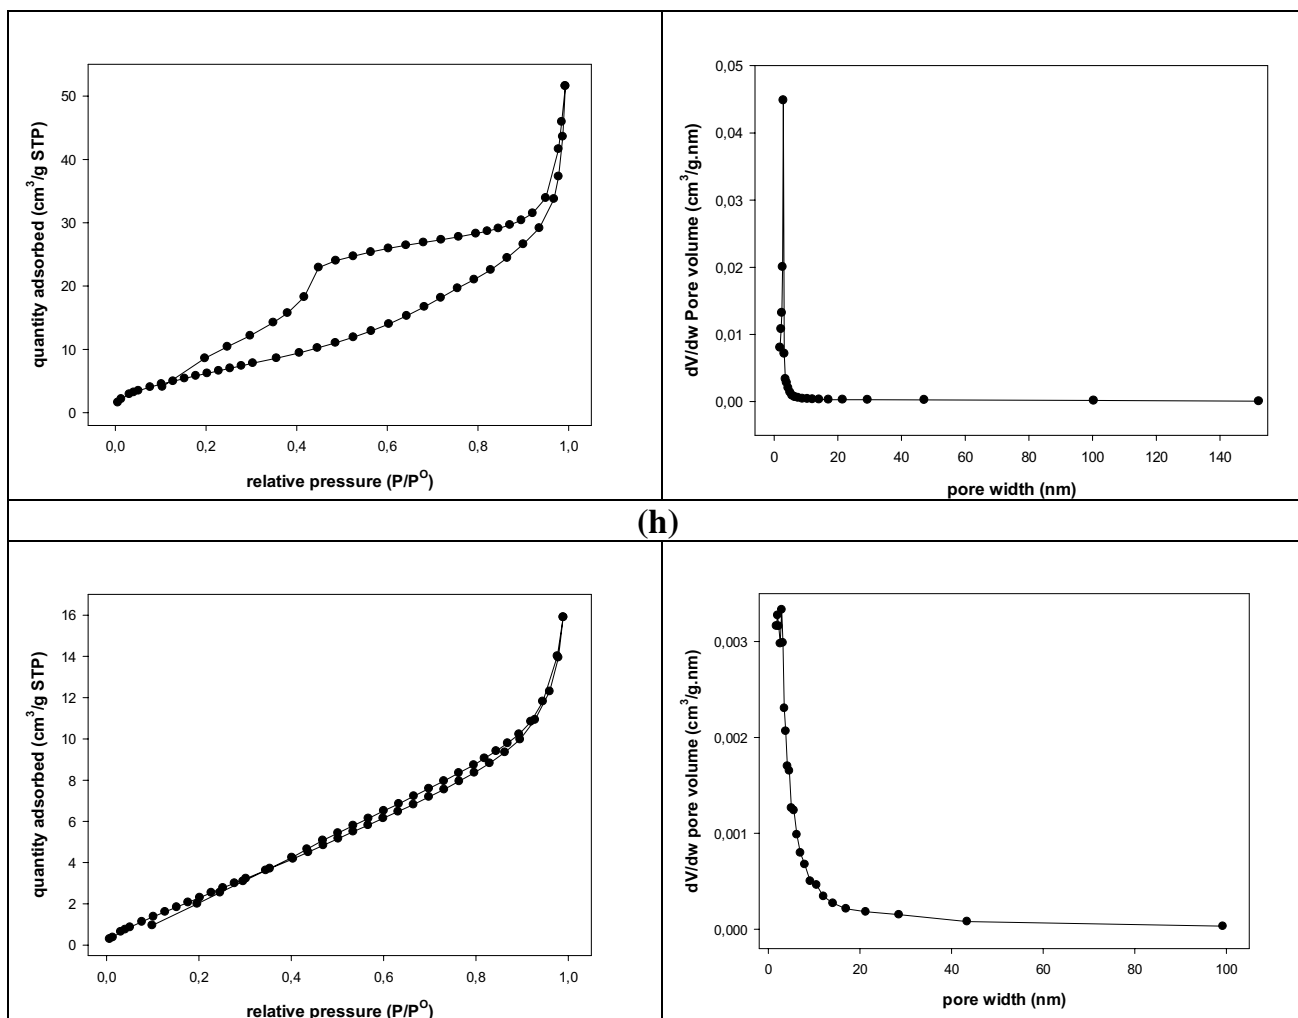 50
40
30
20
10
0
quantity adsorbed (cm³/g STP)
0,0 0,2 0,4 0,6 0,8 1,0
relative pressure (P/P⁰)
0,05
0,04
0,03
0,02
0,01
0,00
dV/dw Pore volume (cm³/g.nm)
0 20 40 60 80 100 120 140
pore width (nm)
(h)
16
14
12
10
8
6
4
2
0
quantity adsorbed (cm³/g STP)
0,0 0,2 0,4 0,6 0,8 1,0
relative pressure (P/P⁰)
0,003
0,002
0,001
0,000
dV/dw pore volume (cm³/g.nm)
0 20 40 60 80 100
pore width (nm)